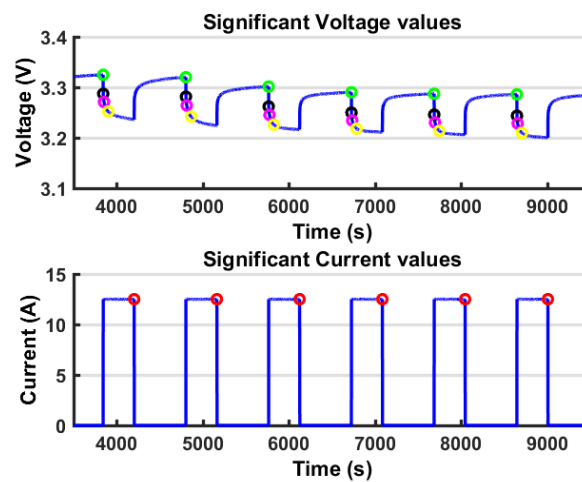 Significant Voltage values
3.4
3.3
3.2
3.1
Voltage (V)
4000 5000 6000 7000 8000 9000
Time (s)
Significant Current values
15
10
5
0
Current (A)
4000 5000 6000 7000 8000 9000
Time (s)